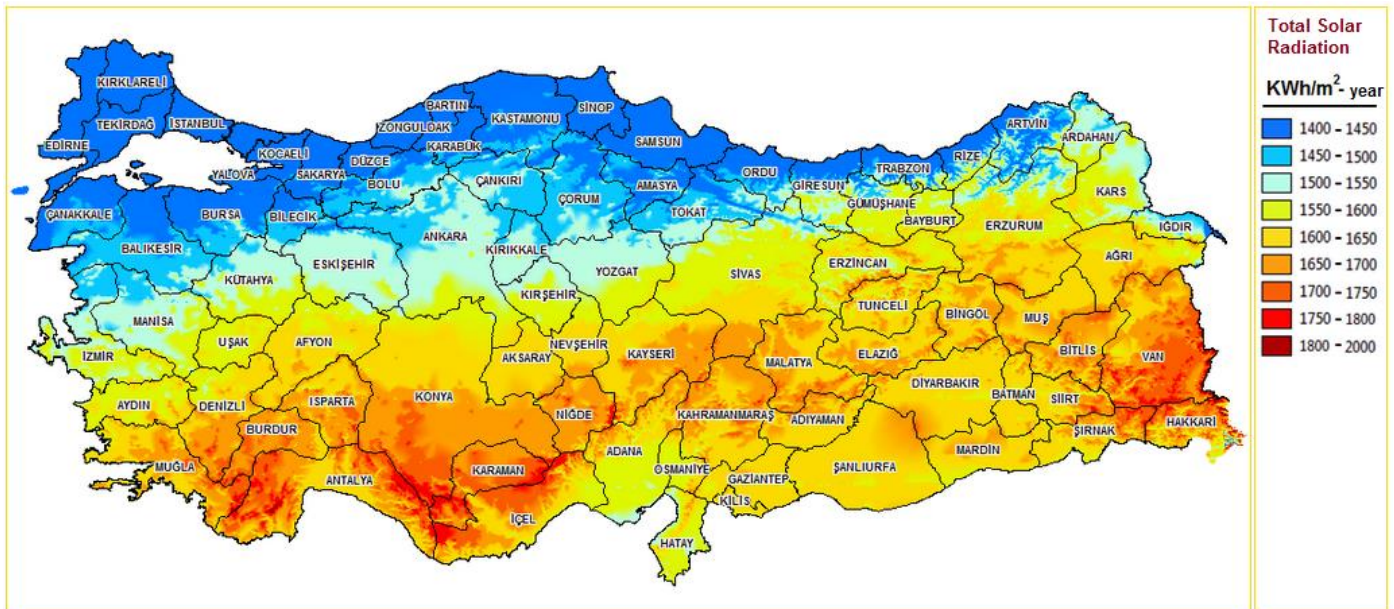 Total Solar
Radiation
KWh/m²- year
1400 - 1450
1450 - 1500
1500 - 1550
1550 - 1600
1600 - 1650
1650 - 1700
1700 - 1750
1750 - 1800
1800 - 2000
KIRKLARELİ
TEKİRDAĞ
İSTANBUL
EDİRNE
KOCAELİ
YALOVA
SAKARYA
DÜZCE
ZONGULDAK
BARTIN
KARABÜK
KASTAMONU
SİNOP
SAMSUN
BOLU
ÇANKIRI
ÇORUM
AMASYA
TOKAT
ORDU
GİRESUN
TRABZON
RİZE
ARTVİN
ARDAHAN
KARS
GÜMÜŞHANE
BAYBURT
ERZURUM
IĞDIR
AĞRI
ÇANAKKALE
BURSA
BİLECİK
BALIKESİR
KÜTAHYA
ESKİŞEHİR
ANKARA
KIRIKKALE
YOZGAT
SİVAS
ERZİNCAN
TUNCELİ
BİNGÖL
MUŞ
KIRŞEHİR
MANİSA
UŞAK
AFYON
İZMİR
AKSARAY
NEVŞEHİR
KAYSERİ
MALATYA
ELAZIĞ
BİTLİS
VAN
DİYARBAKIR
BATMAN
SİİRT
AYDIN
DENİZLİ
ISPARTA
KONYA
NİĞDE
KAHRAMANMARAŞ
ADIYAMAN
ŞIRNAK
HAKKARİ
BURDUR
MUĞLA
ANTALYA
KARAMAN
ADANA
OSMANİYE
GAZİANTEP
ŞANLIURFA
MARDİN
KİLİS
İÇEL
HATAY